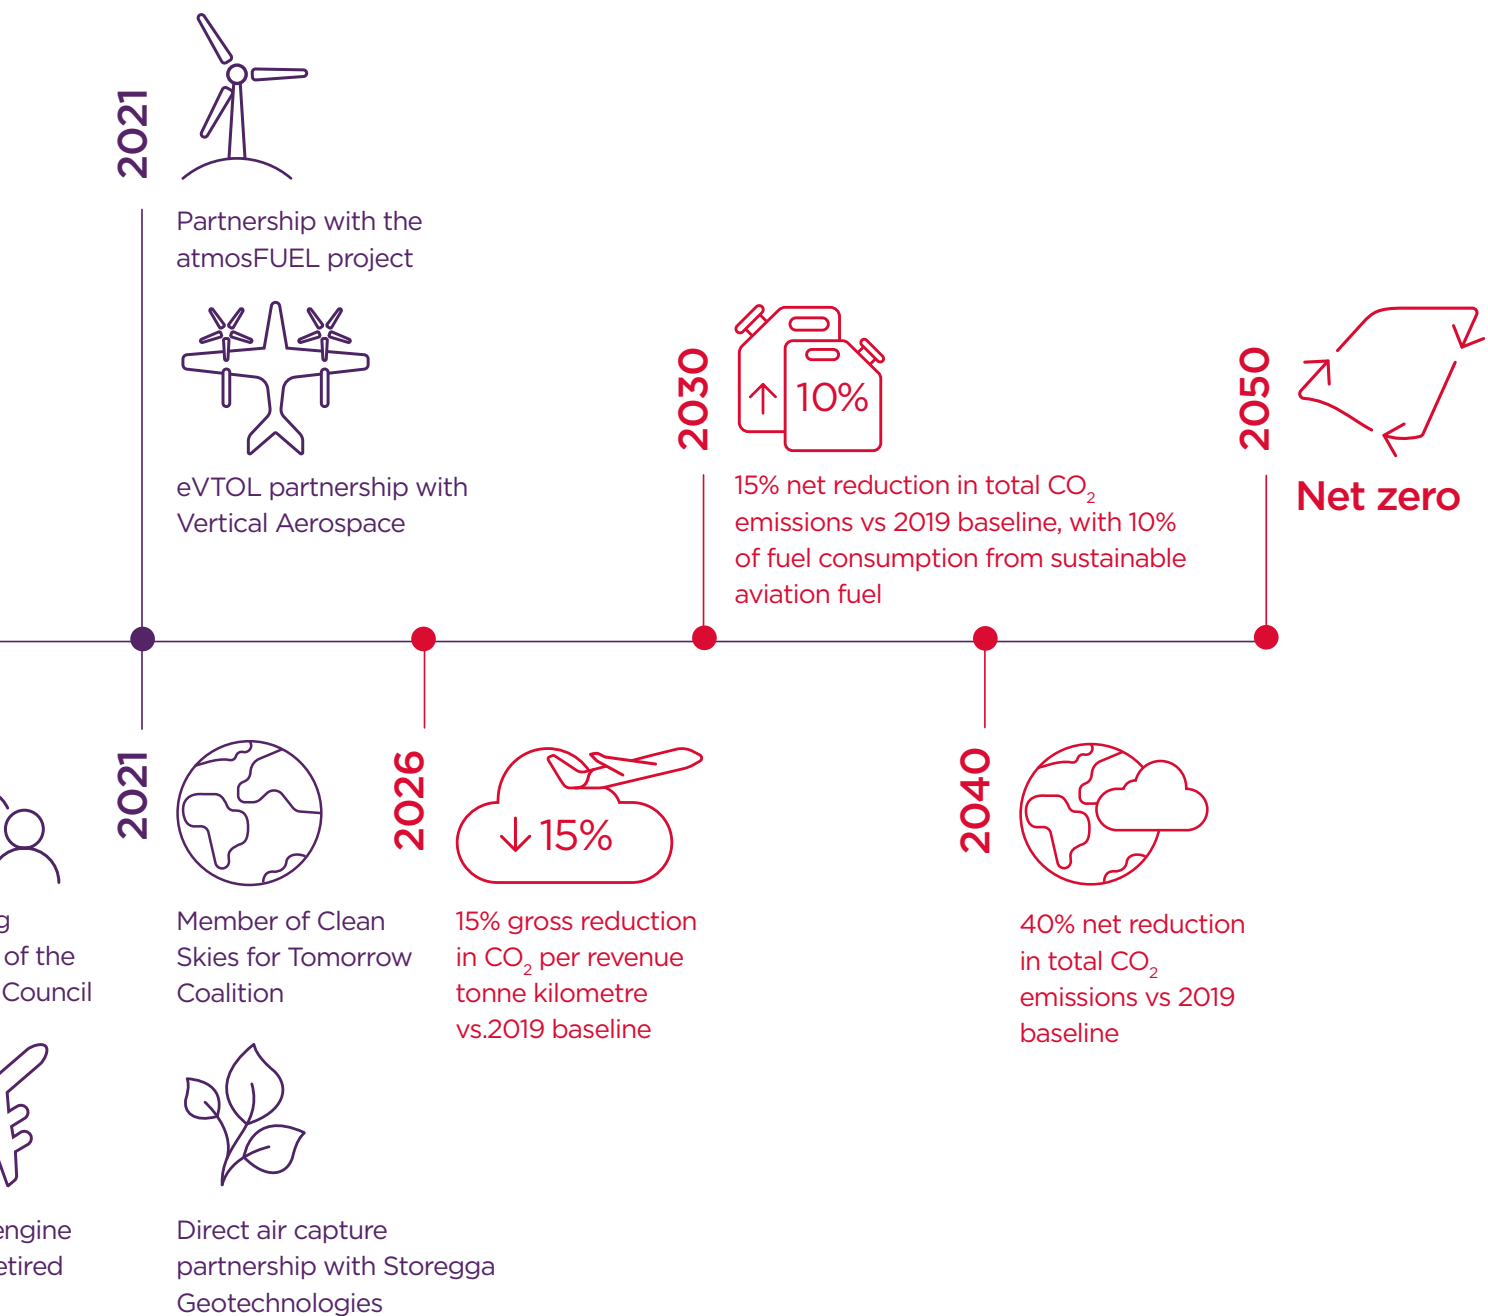 2021
Partnership with the
atmosFUEL project
eVTOL partnership with
Vertical Aerospace
2030
10%
15% net reduction in total CO₂
emissions vs 2019 baseline, with 10%
of fuel consumption from sustainable
aviation fuel
2050
Net zero
of the
Council
engine
2021
Member of Clean
Skies for Tomorrow
Coalition
Direct air capture
partnership with Storegga
Geotechnologies
2026
15%
15% gross reduction
in CO₂ per revenue
tonne kilometre
vs.2019 baseline
2040
40% net reduction
in total CO₂
emissions vs 2019
baseline